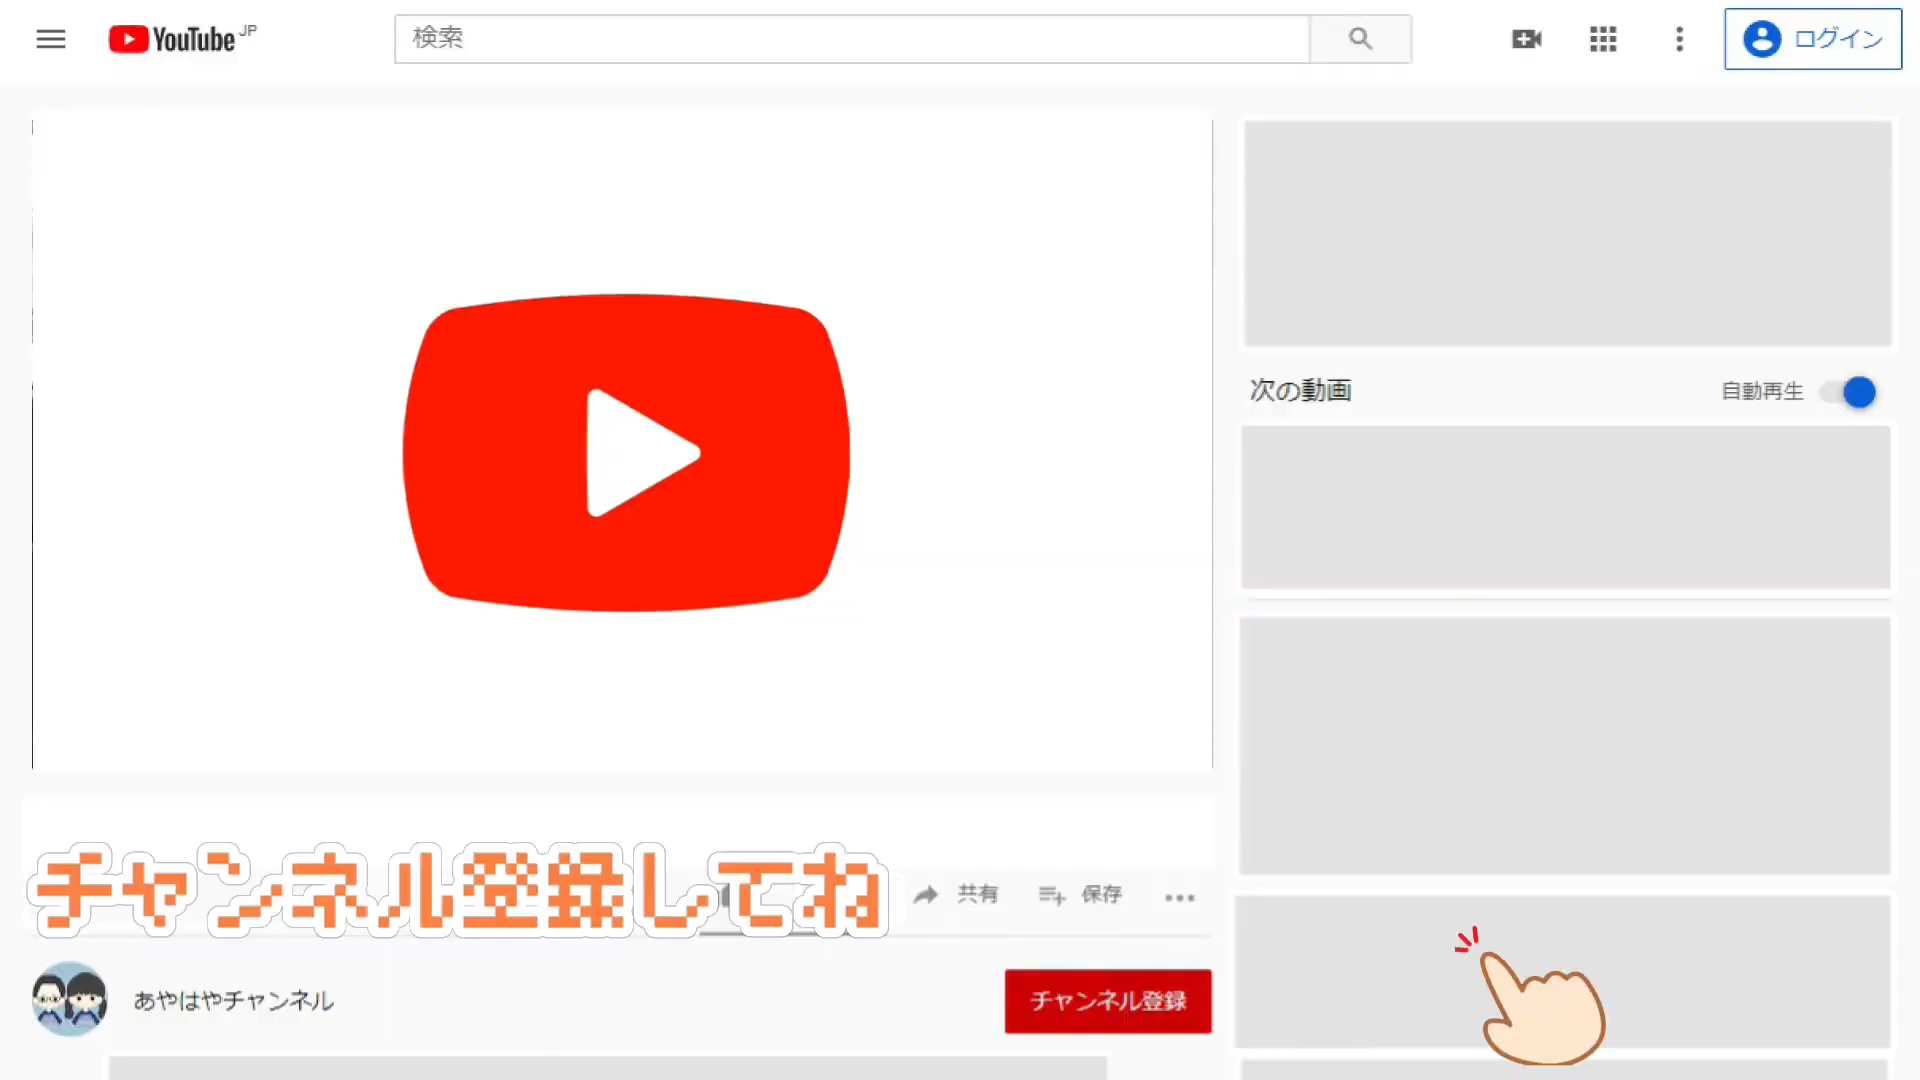 YouTube JP
検索
ログイン
次の動画
自動再生
チャンネル登録してね
共有
保存
あやはやチャンネル
チャンネル登録